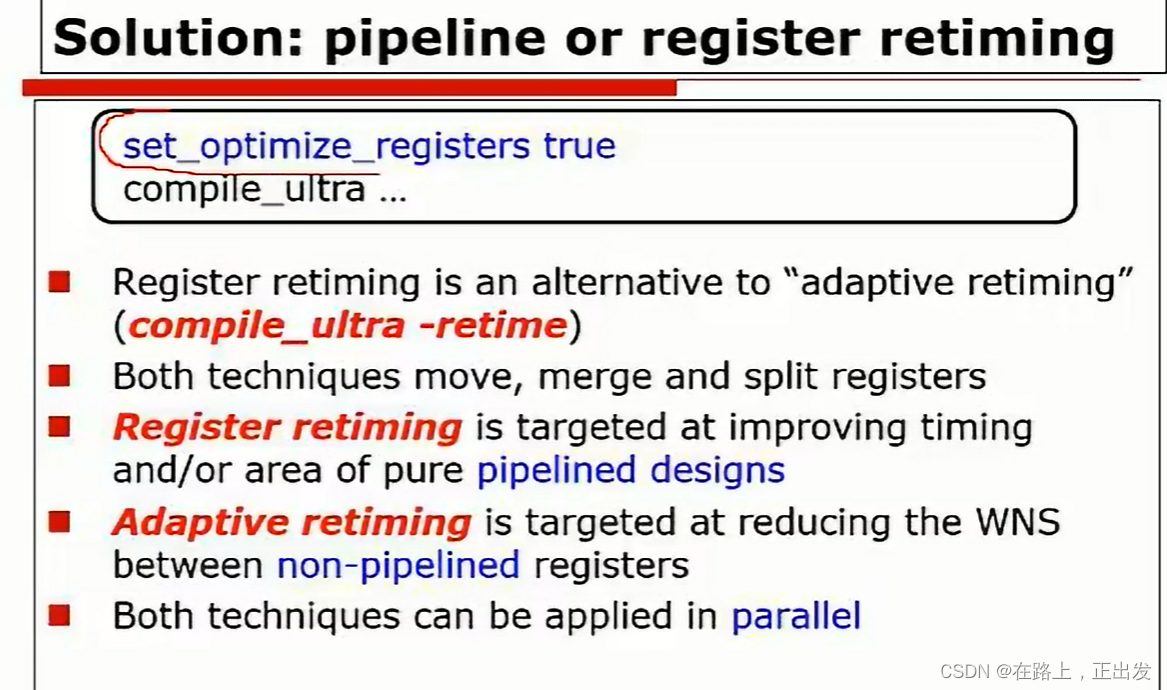 Solution: pipeline or register retiming
set_optimize_registers true
compile_ultra ...
Register retiming is an alternative to “adaptive retiming”
(compile_ultra -retime)
Both techniques move, merge and split registers
Register retiming is targeted at improving timing
and/or area of pure pipelined designs
Adaptive retiming is targeted at reducing the WNS
between non-pipelined registers
Both techniques can be applied in parallel
CSDN @在路上，正出发